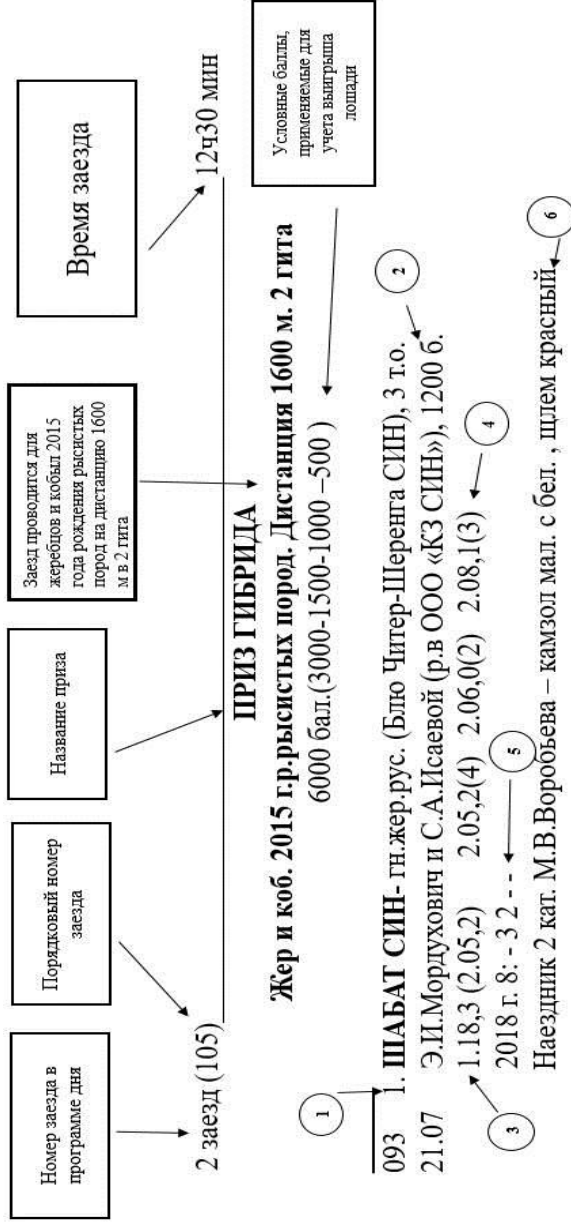 Номер заезда в
программе дня
Порядковый номер
заезда
Название приза
Заезд проводится для
жеребцов и кобыл 2015
года рождения рысистых
пород на дистанцию 1600
м в 2 гита
Время заезда
2 заезд (105)
12ч30 мин
ПРИЗ ГИБРИДА
Жер и коб. 2015 г.р.рысистых пород. Дистанция 1600 м. 2 гита
6000 бал.(3000-1500-1000 –500 )
Условные баллы,
применяемые для
учета выигрыша
лошади
1
2
093 1. ШАБАТ СИН- гн.жер.рус. (Блю Читер-Шеренга СИН), 3 т.о.
21.07 Э.И.Мордухович и С.А.Исаевой (р.в ООО «КЗ СИН»), 1200 б.
1.18,3 (2.05,2) 2.05,2(4) 2.06,0(2) 2.08,1(3)
4
2018 г. 8: - 3 2 - -
5
3
Наездник 2 кат. М.В.Воробьева – камзол мал. с бел. , шлем красный
6